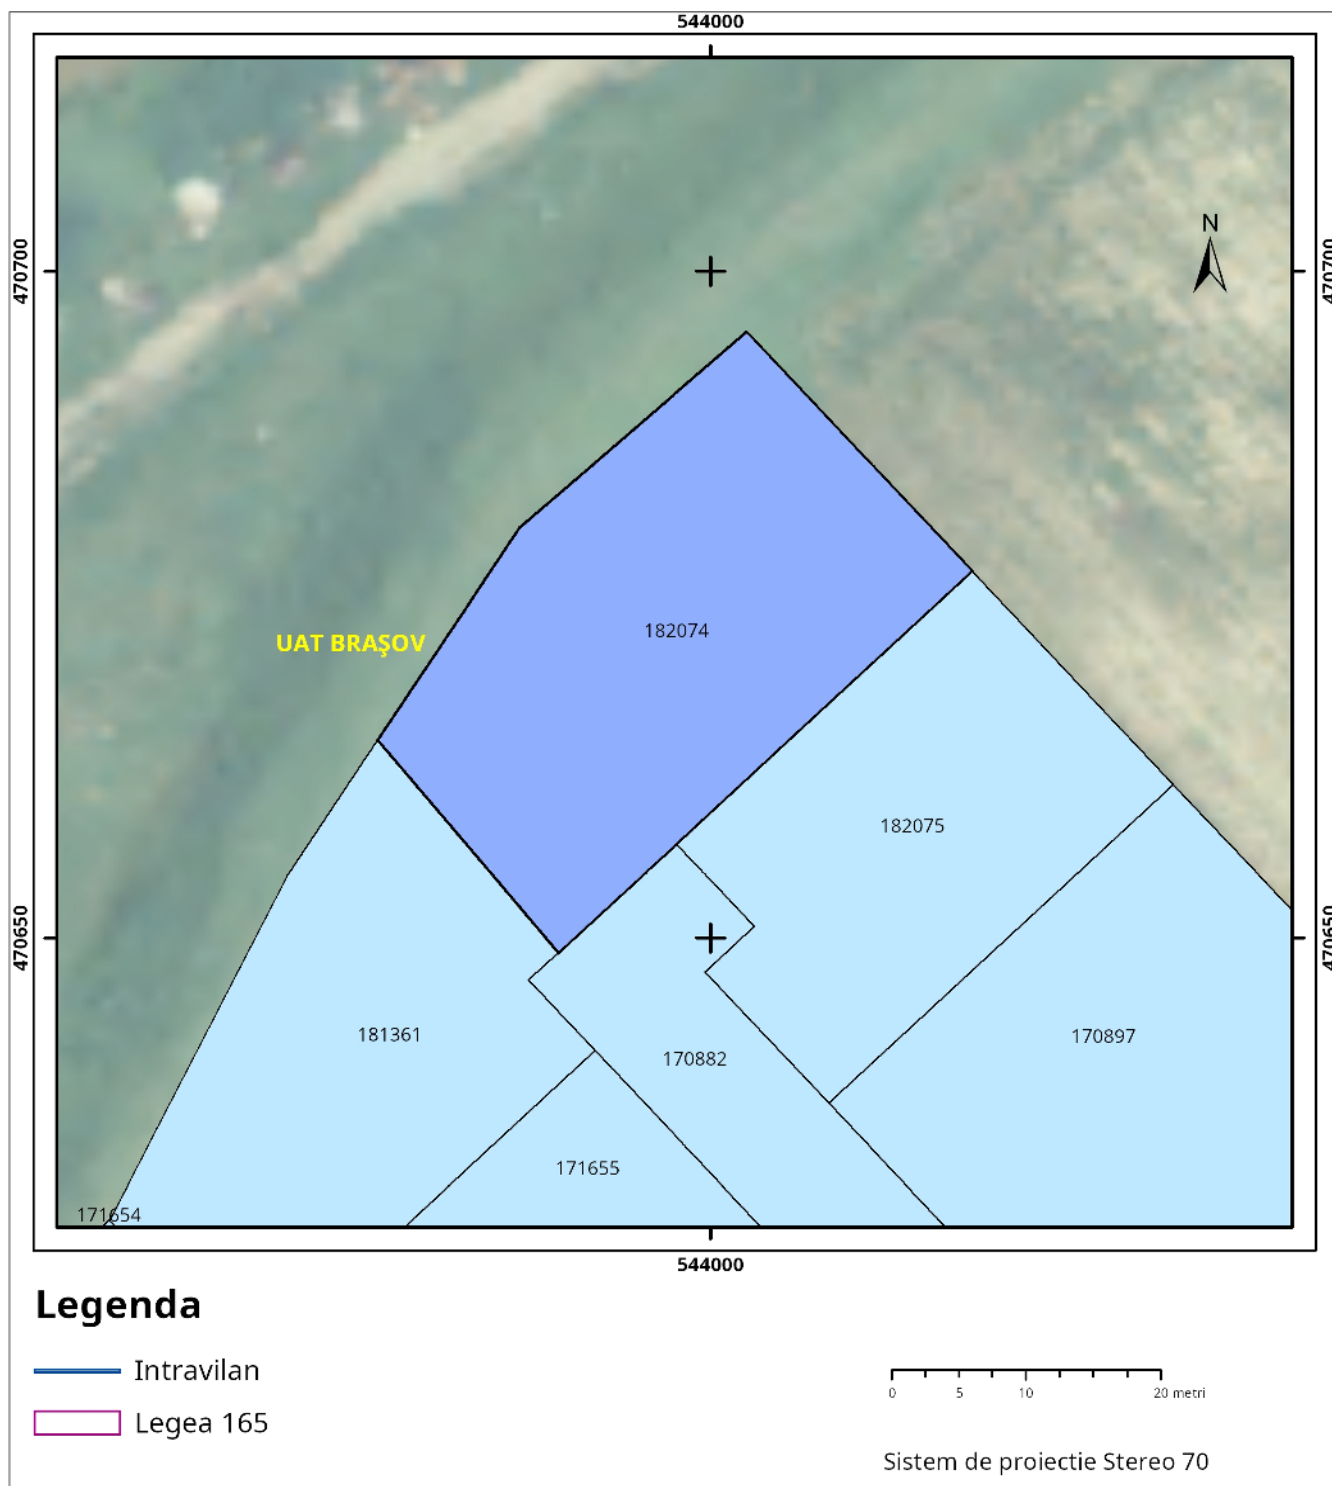 544000
470700
470700
N
182074
UAT BRAŞOV
182075
470650
470650
181361
170897
170882
171655
171654
544000
Legenda
Intravilan
Legea 165
0 5 10 20 metri
Sistem de proiectie Stereo 70